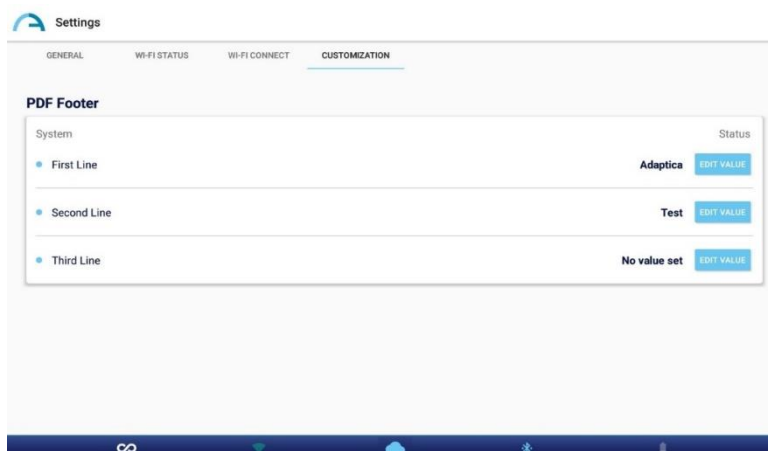 Settings
GENERAL WI-FI STATUS WI-FI CONNECT CUSTOMIZATION
PDF Footer
System Status
First Line Adaptica EDIT VALUE
Second Line Test EDIT VALUE
Third Line No value set EDIT VALUE